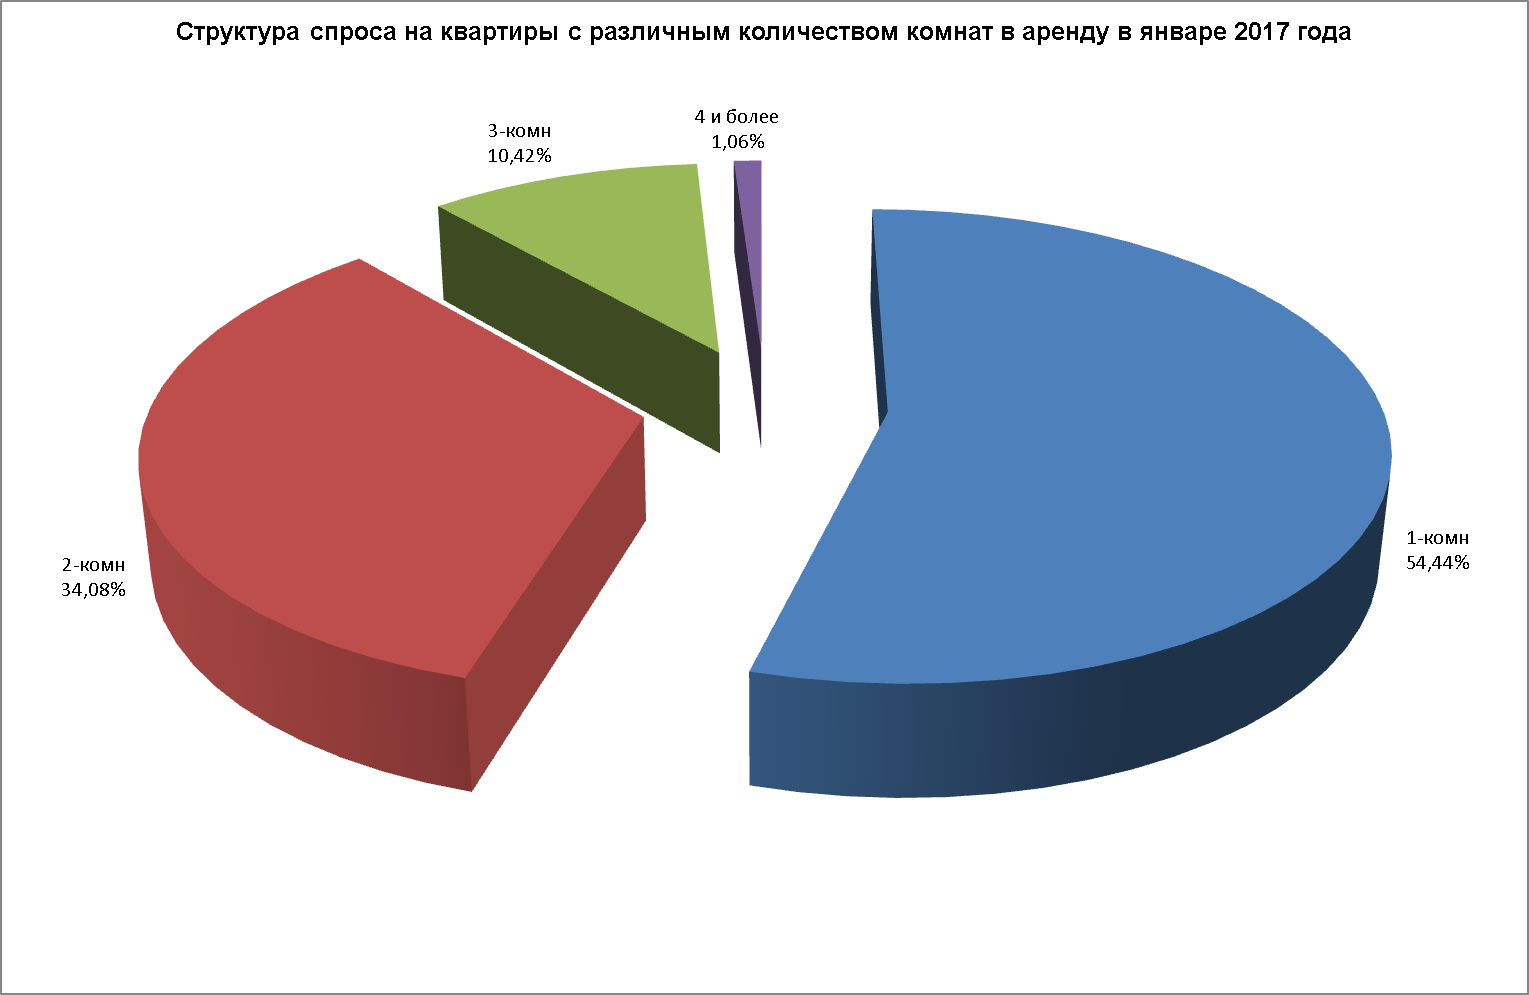 Структура спроса на квартиры с различным количеством комнат в аренду в январе 2017 года
4 и более
1,06%
3-комн
10,42%
1-комн
54,44%
2-комн
34,08%